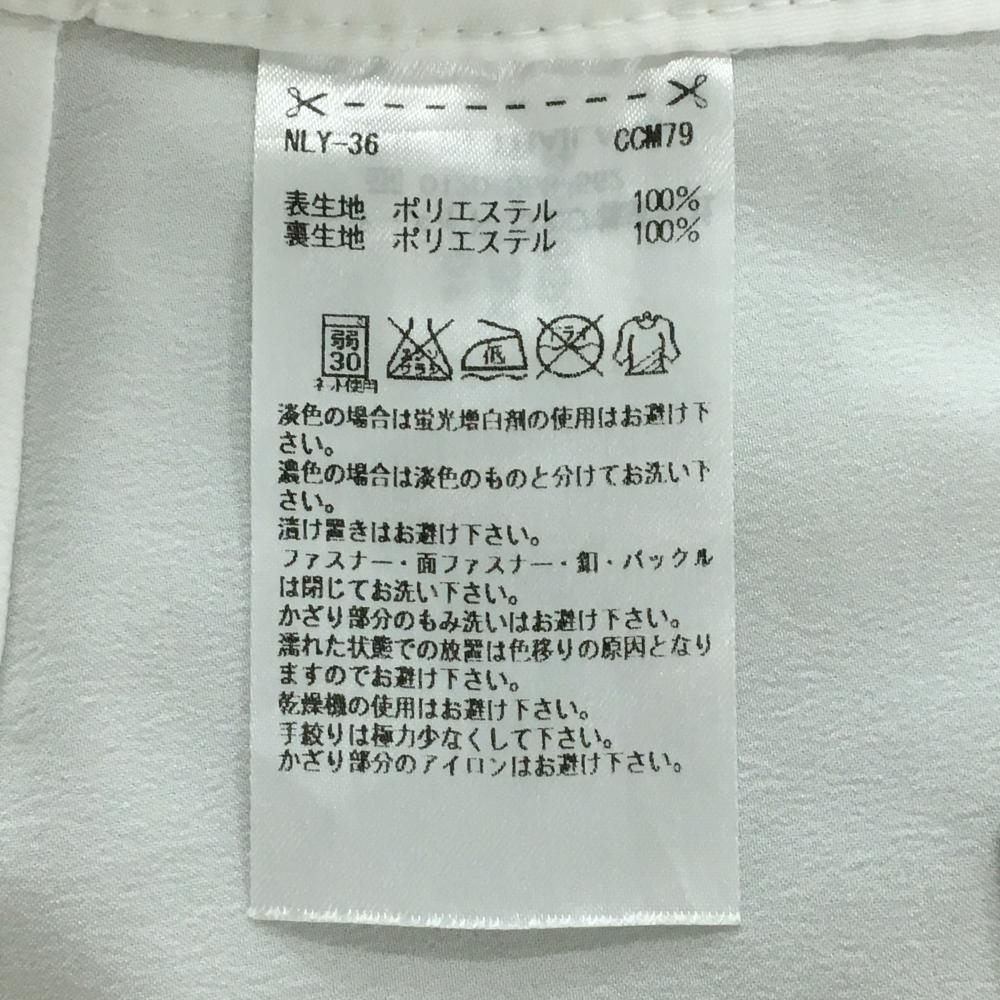 NLY-36 CCM79
表生地 ポリエステル 100%
裏生地 ポリエステル 100%
弱
30
ネット使用
エンソ
サラシ
低
ドライ
淡色の場合は蛍光増白剤の使用はお避け下
さい。
濃色の場合は淡色のものと分けてお洗い下
さい。
漬け置きはお避け下さい。
ファスナー・面ファスナー・釦・バックル
は閉じてお洗い下さい。
かざり部分のもみ洗いはお避け下さい。
濡れた状態での放置は色移りの原因となり
ますのでお避け下さい。
乾燥機の使用はお避け下さい。
手絞りは極力少なくして下さい。
かざり部分のアイロンはお避け下さい。